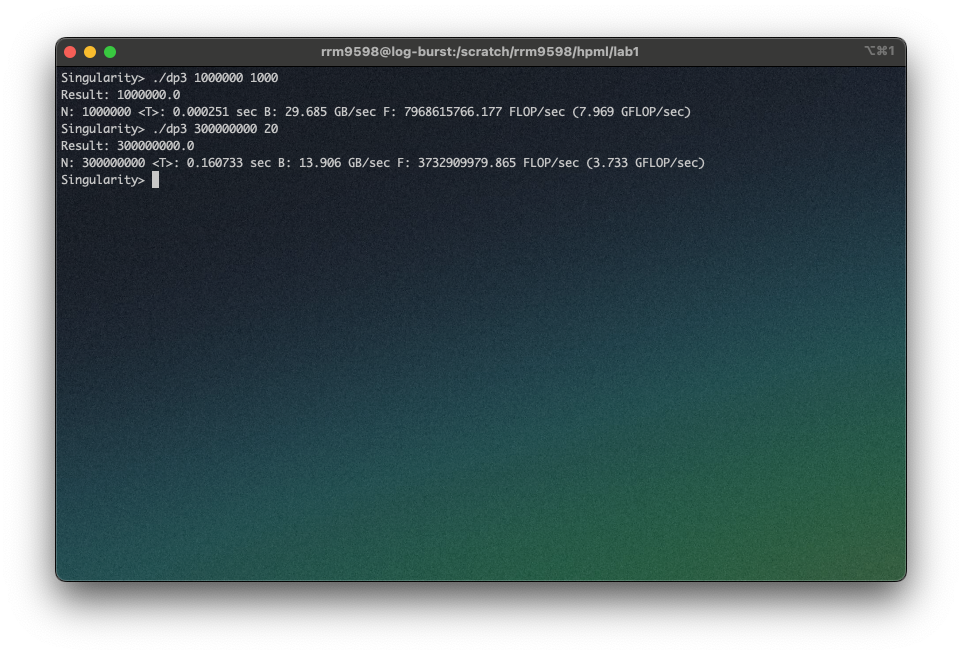 rrm9598@log-burst:/scratch/rrm9598/hpml/lab1
⌥⌘1
Singularity> ./dp3 1000000 1000
Result: 1000000.0
N: 1000000 <T>: 0.000251 sec B: 29.685 GB/sec F: 7968615766.177 FLOP/sec (7.969 GFLOP/sec)
Singularity> ./dp3 300000000 20
Result: 300000000.0
N: 300000000 <T>: 0.160733 sec B: 13.906 GB/sec F: 3732909979.865 FLOP/sec (3.733 GFLOP/sec)
Singularity>